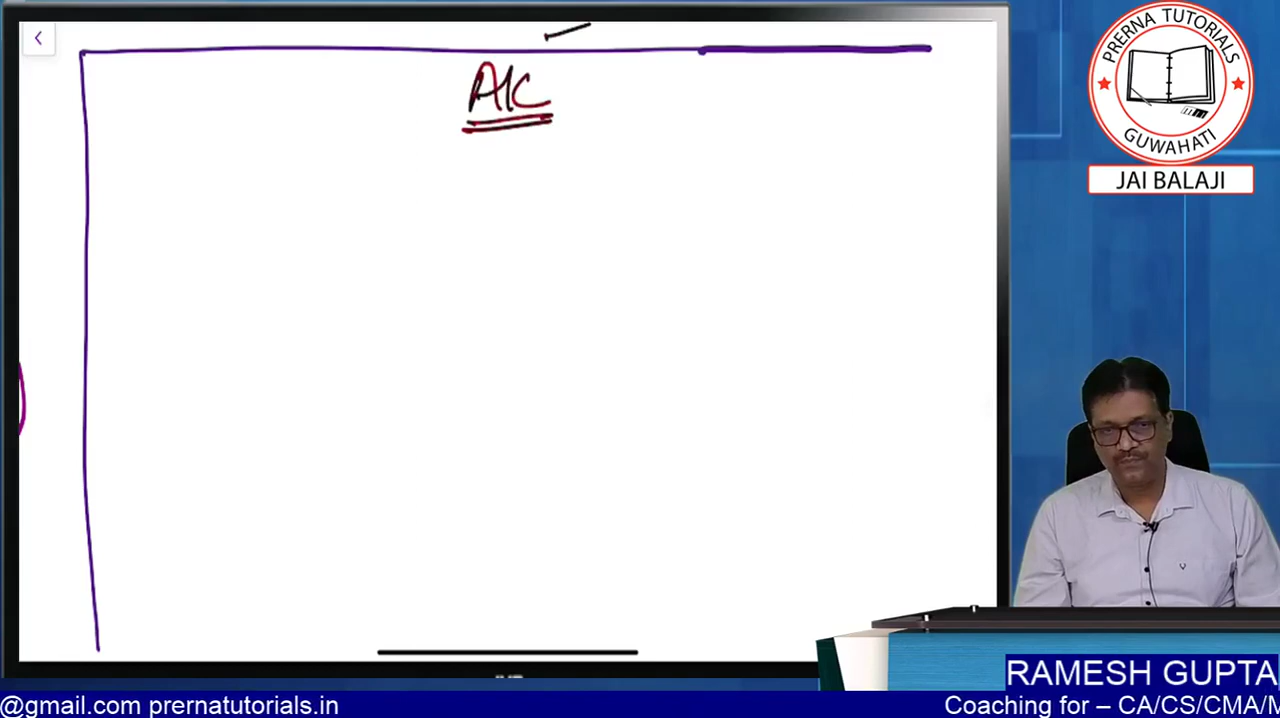 A/C
PRERNA TUTORIALS
GUWAHATI
JAI BALAJI
RAMESH GUPTA
@gmail.com prernatutorials.in
Coaching for – CA/CS/CMA/M